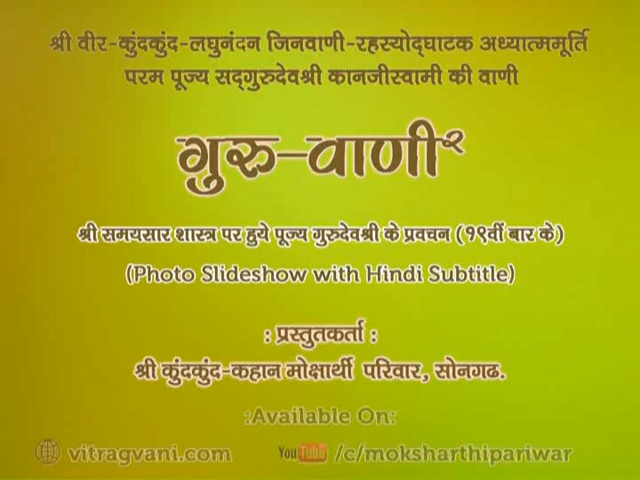 श्री वीर-कुंदकुंद-लघुनंदन जिनवाणी-रहस्योद्घाटक अध्यात्ममूर्ति
परम पूज्य सद्गुरुदेवश्री कानजीस्वामी की वाणी
गुरु-वाणी२
श्री समयसार शास्त्र पर हुये पूज्य गुरुदेवश्री के प्रवचन (१९वीं बार के)
(Photo Slideshow with Hindi Subtitle)
: प्रस्तुतकर्ता :
श्री कुंदकुंद-कहान मोक्षार्थी परिवार, सोनगढ.
:Available On:
vitragvani.com YouTube /c/moksharthipariwar